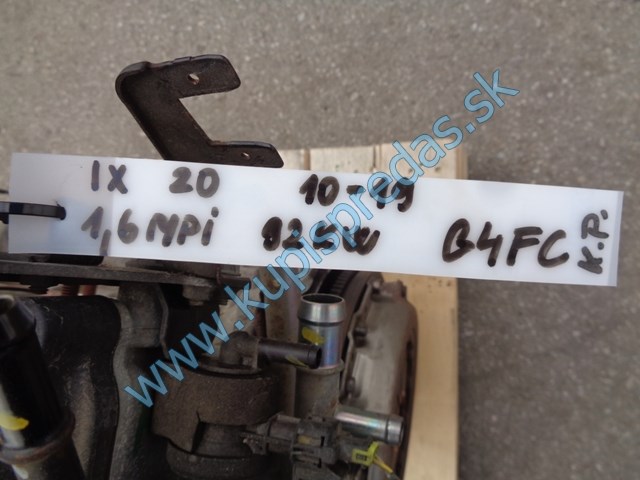 IX 20 10-19
1,6 MPi 92 kW G4FC K.P.
www.kupispredas.sk